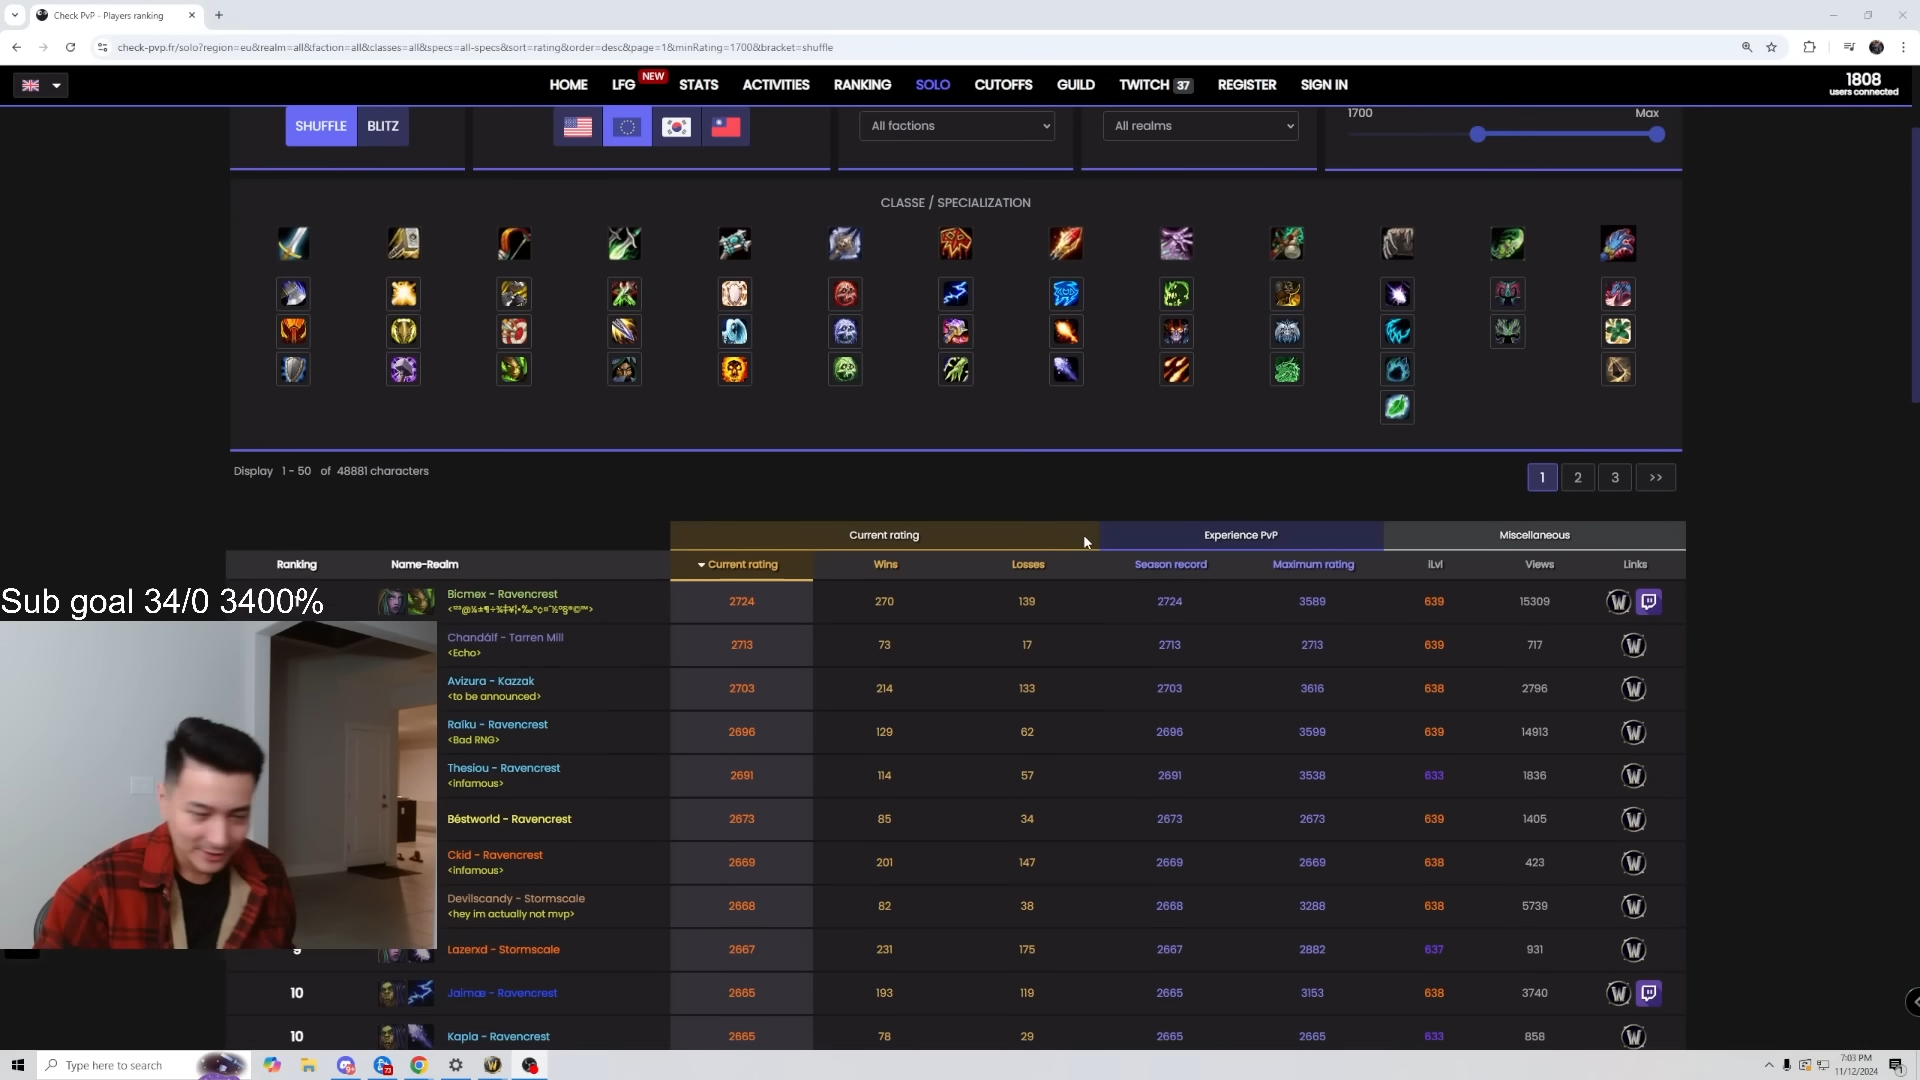 Check PvP - Players ranking
check-pvp.fr/solo?region=eu&realm=all&faction=all&classes=all&specs=all-specs&sort=rating&order=desc&page=1&minRating=1700&bracket=shuffle
HOME LFG NEW STATS ACTIVITIES RANKING SOLO CUTOFFS GUILD TWITCH 37 REGISTER SIGN IN
1808
users connected
1700 Max
SHUFFLE BLITZ All factions All realms
CLASSE / SPECIALIZATION
Display 1 - 50 of 48881 characters
1 2 3 >>
Current rating Experience PvP Miscellaneous
Ranking Name-Realm Current rating Wins Losses Season record Maximum rating iLvl Views Links
Sub goal 34/0 3400%
Bicmex - Ravencrest 2724 270 139 2724 3589 639 15309
Chandálf - Tarren Mill 2713 73 17 2713 2713 639 717
<Echo>
Avizura - Kazzak 2703 214 133 2703 3616 638 2796
<to be announced>
Raïku - Ravencrest 2696 129 62 2696 3599 639 14913
<Bad RNG>
Thesiou - Ravencrest 2691 114 57 2691 3538 633 1836
<infamous>
Béstworld - Ravencrest 2673 85 34 2673 2673 639 1405
Ckid - Ravencrest 2669 201 147 2669 2669 638 423
<infamous>
Devilscandy - Stormscale 2668 82 38 2668 3288 638 5739
<hey im actually not mvp>
9 Lazerxd - Stormscale 2667 231 175 2667 2882 637 931
10 Jaimæ - Ravencrest 2665 193 119 2665 3153 638 3740
10 Kapla - Ravencrest 2665 78 29 2665 2665 633 858
Type here to search
73
7:03 PM
11/12/2024